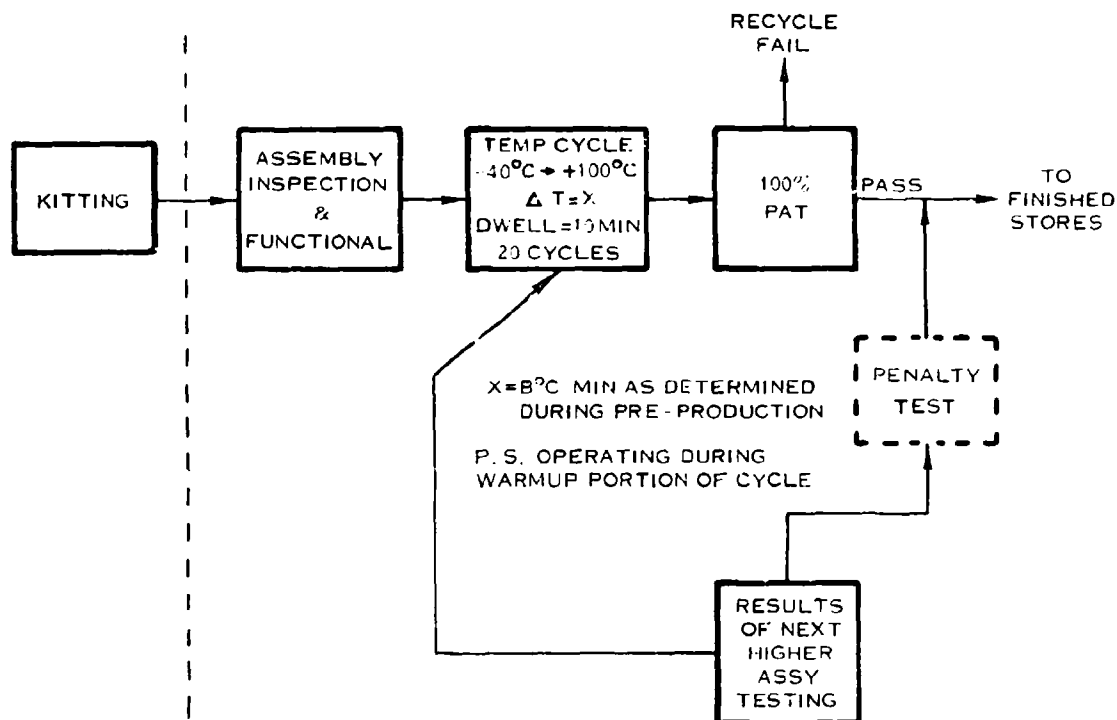 RECYCLE
FAIL
KITTING
ASSEMBLY
INSPECTION
&
FUNCTIONAL
TEMP CYCLE
-40°C → +100°C
Δ T = X
DWELL = 10 MIN
20 CYCLES
100%
PAT
PASS
TO
FINISHED
STORES
X = 8°C MIN AS DETERMINED
DURING PRE-PRODUCTION
P.S. OPERATING DURING
WARMUP PORTION OF CYCLE
PENALTY
TEST
RESULTS
OF NEXT
HIGHER
ASSY
TESTING